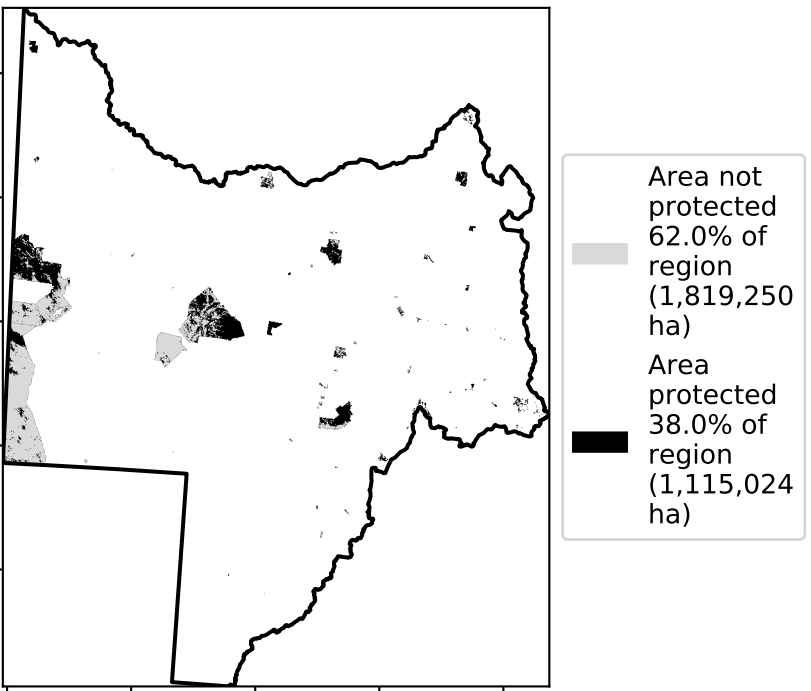 Area not
protected
62.0% of
region
(1,819,250
ha)
Area
protected
38.0% of
region
(1,115,024
ha)